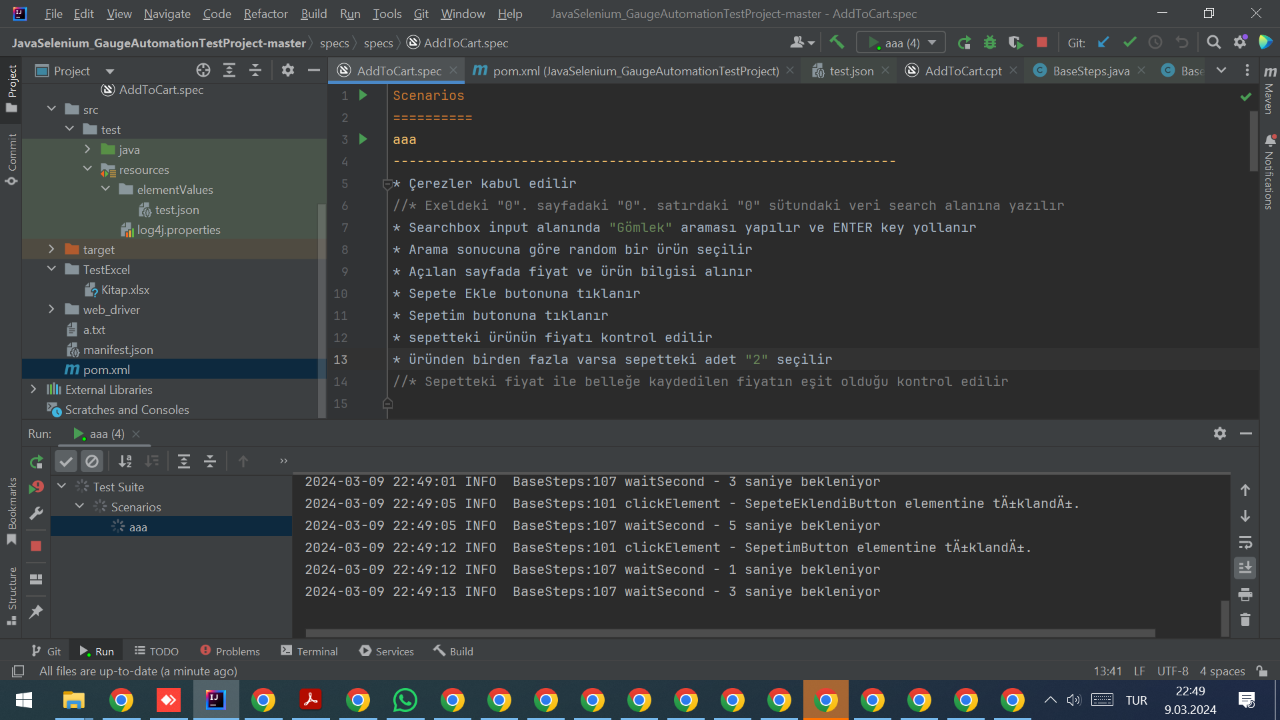 File Edit View Navigate Code Refactor Build Run Tools Git Window Help JavaSelenium_GaugeAutomationTestProject-master - AddToCart.spec
JavaSelenium_GaugeAutomationTestProject-master specs specs AddToCart.spec aaa (4) Git:
Project AddToCart.spec pom.xml (JavaSelenium_GaugeAutomationTestProject) test.json AddToCart.cpt BaseSteps.java Base
Project
Commit
Bookmarks
Structure
Maven
Notifications
AddToCart.spec
src
test
java
resources
elementValues
test.json
log4j.properties
target
TestExcel
Kitap.xlsx
web_driver
a.txt
manifest.json
pom.xml
External Libraries
Scratches and Consoles
1 Scenarios
2 ==========
3 aaa
4 ---------------------------------------------------------------
5 * Çerezler kabul edilir
6 //* Exeldeki "0". sayfadaki "0". satırdaki "0" sütundaki veri search alanına yazılır
7 * Searchbox input alanında "Gömlek" araması yapılır ve ENTER key yollanır
8 * Arama sonucuna göre random bir ürün seçilir
9 * Açılan sayfada fiyat ve ürün bilgisi alınır
10 * Sepete Ekle butonuna tıklanır
11 * Sepetim butonuna tıklanır
12 * sepetteki ürünün fiyatı kontrol edilir
13 * üründen birden fazla varsa sepetteki adet "2" seçilir
14 //* Sepetteki fiyat ile belleğe kaydedilen fiyatın eşit olduğu kontrol edilir
15
Run: aaa (4)
Test Suite
Scenarios
aaa
2024-03-09 22:49:01 INFO BaseSteps:107 waitSecond - 3 saniye bekleniyor
2024-03-09 22:49:05 INFO BaseSteps:101 clickElement - SepeteEklendiButton elementine tÄ±klandÄ±.
2024-03-09 22:49:05 INFO BaseSteps:107 waitSecond - 5 saniye bekleniyor
2024-03-09 22:49:12 INFO BaseSteps:101 clickElement - SepetimButton elementine tÄ±klandÄ±.
2024-03-09 22:49:12 INFO BaseSteps:107 waitSecond - 1 saniye bekleniyor
2024-03-09 22:49:13 INFO BaseSteps:107 waitSecond - 3 saniye bekleniyor
Git Run TODO Problems Terminal Services Build
All files are up-to-date (a minute ago) 13:41 LF UTF-8 4 spaces
TUR 22:49
9.03.2024